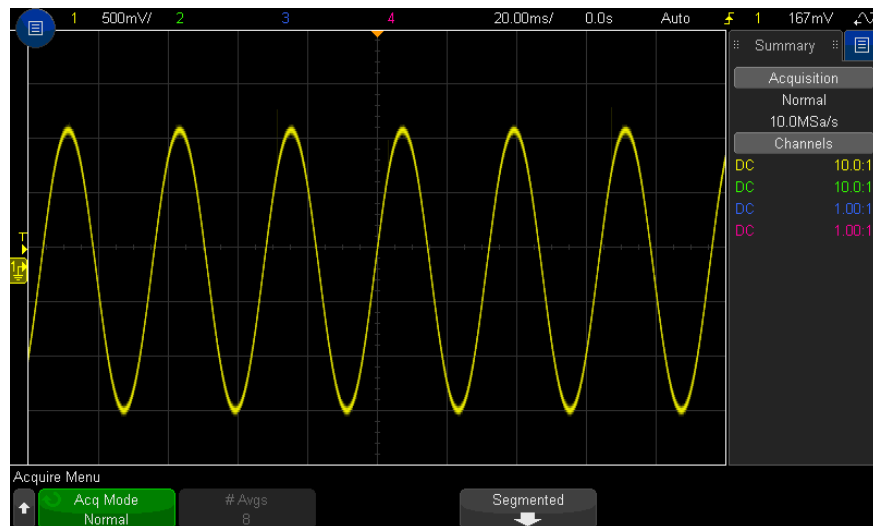 1 500mV/ 2 3 4 20.00ms/ 0.0s Auto 1 167mV
Summary
Acquisition
Normal
10.0MSa/s
Channels
DC 10.0:1
DC 10.0:1
DC 1.00:1
DC 1.00:1
T
1
Acquire Menu
Acq Mode
Normal
# Avgs
8
Segmented